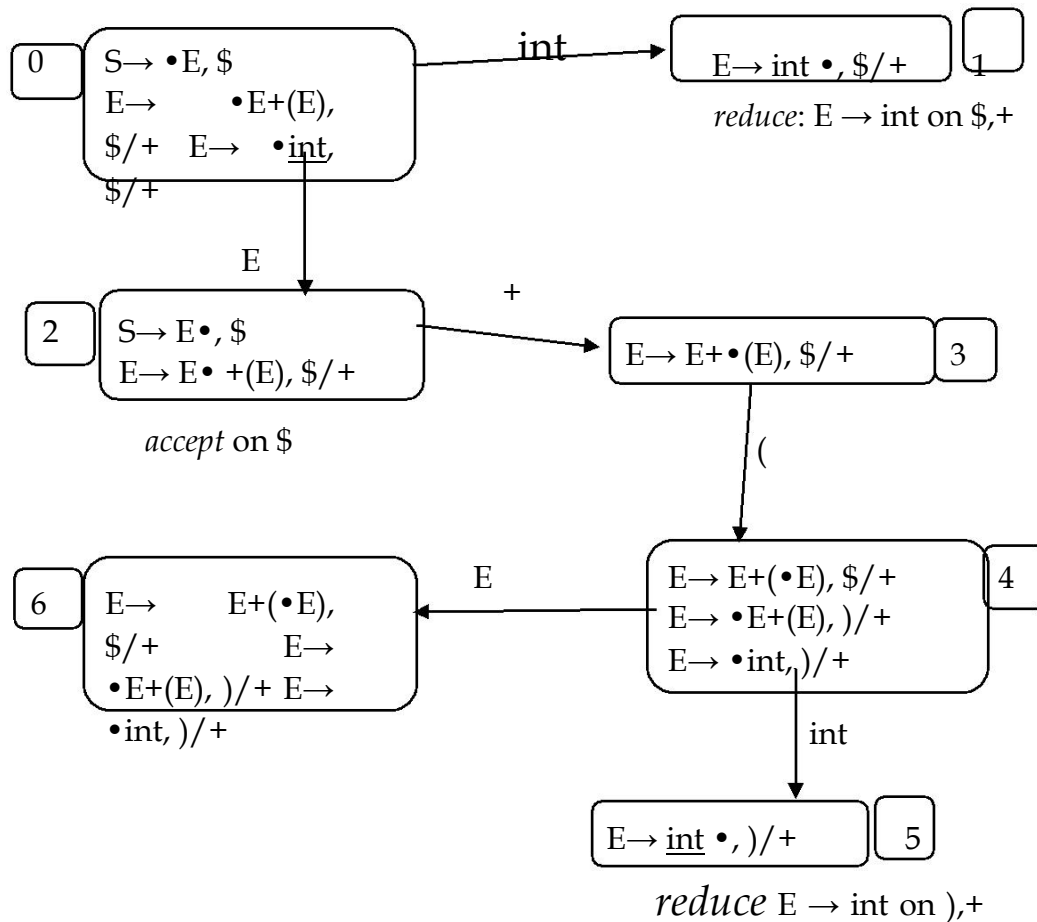 0
S→ •E, $
E→ •E+(E),
$/+ E→ •int,
$/+
int
E→ int •, $/+
1
reduce: E → int on $,+
E
2
S→ E•, $
E→ E• +(E), $/+
accept on $
+
E→ E+•(E), $/+
3
(
4
E→ E+(•E), $/+
E→ •E+(E), )/+
E→ •int, )/+
E
6
E→ E+(•E),
$/+ E→
•E+(E), )/+ E→
•int, )/+
int
E→ int •, )/+
5
reduce E → int on ),+